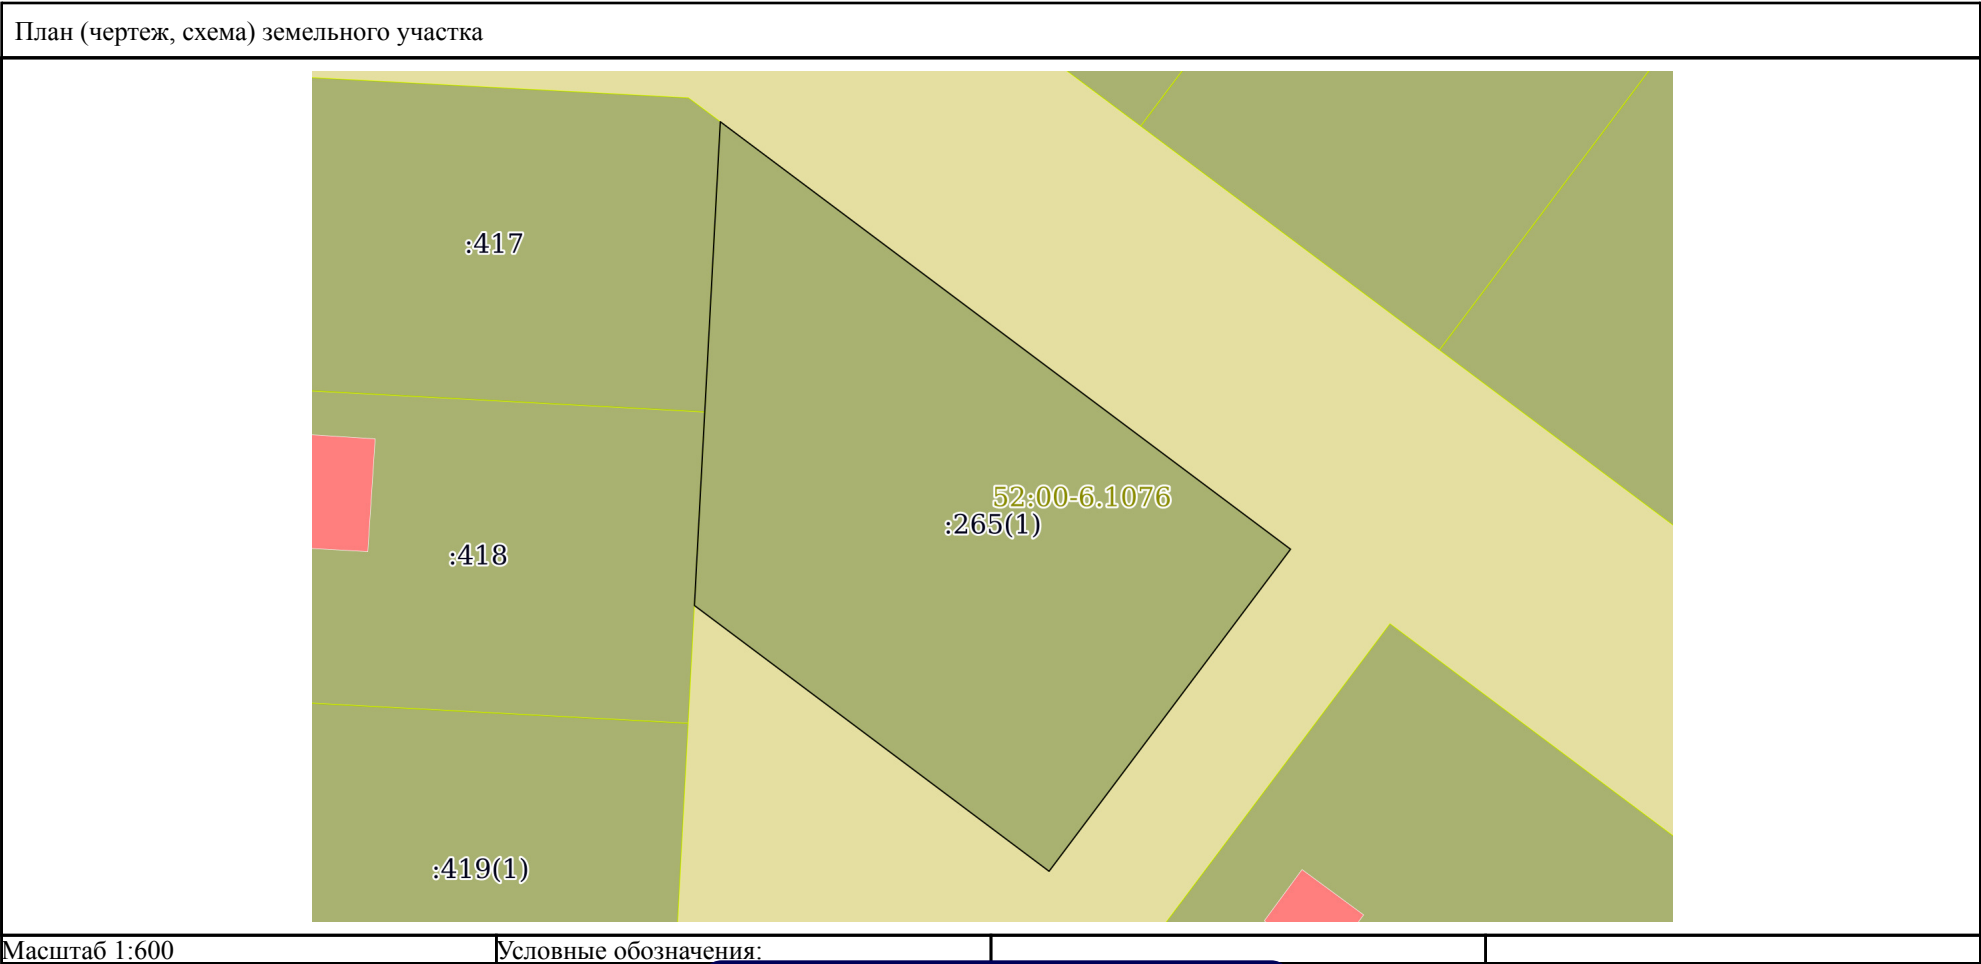 План (чертеж, схема) земельного участка
:417
52:00-6.1076
:265(1)
:418
:419(1)
Масштаб 1:600
Условные обозначения: